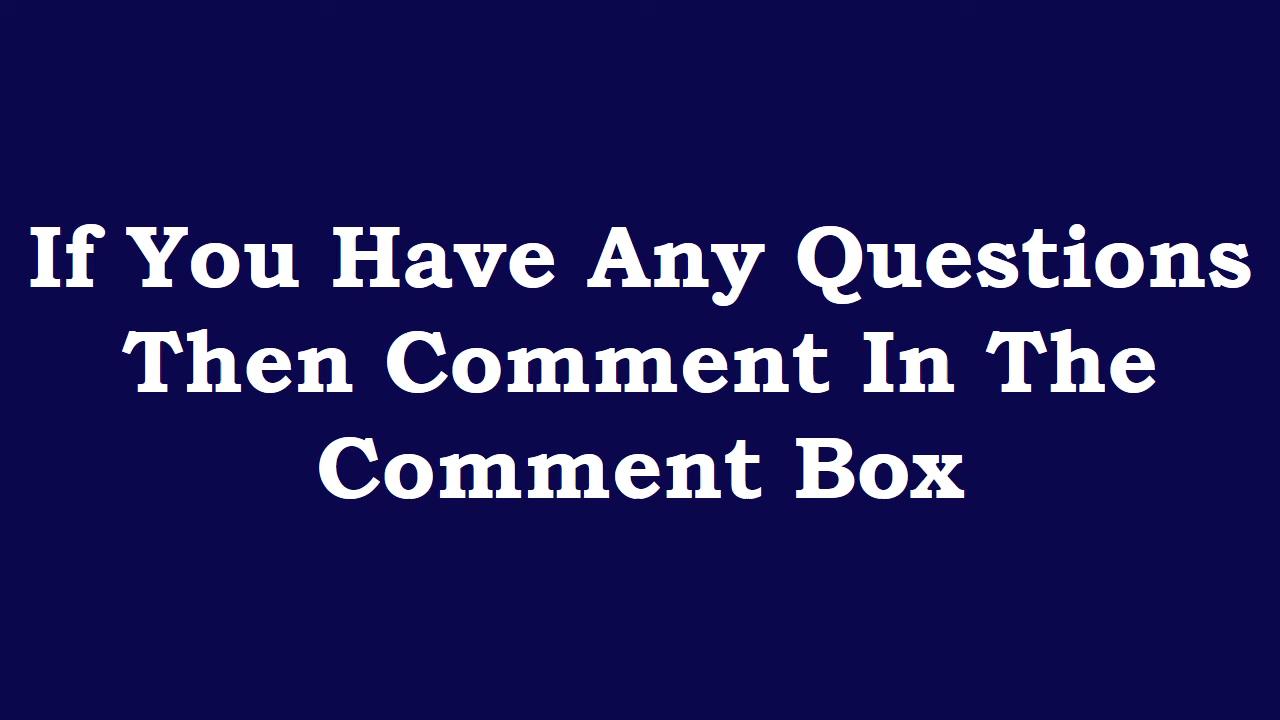 If You Have Any Questions
Then Comment In The
Comment Box